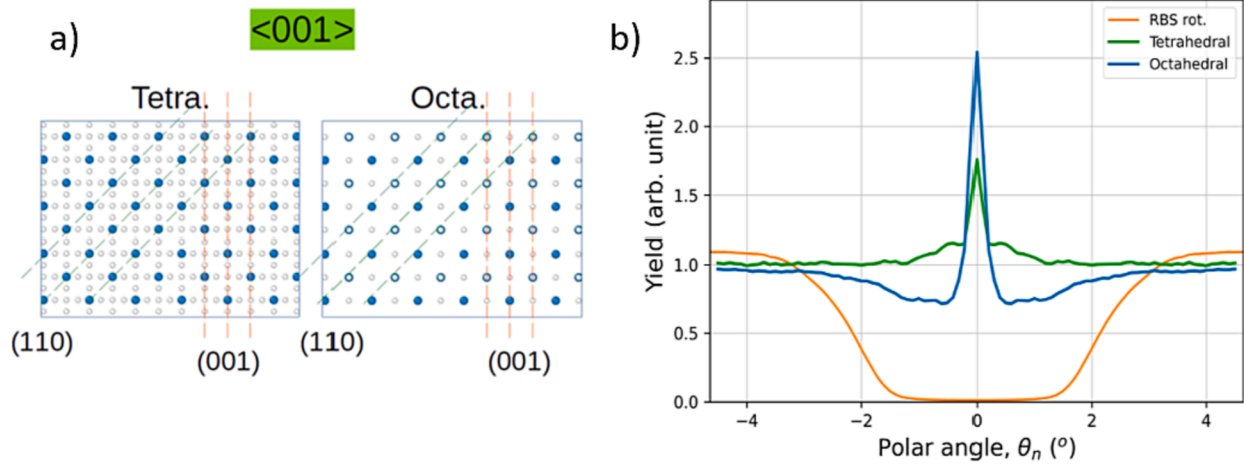 a)
<001>
Tetra.
Octa.
(110)
(001)
(110)
(001)
b)
RBS rot.
Tetrahedral
Octahedral
Yield (arb. unit)
2.5
2.0
1.5
1.0
0.5
0.0
−4
−2
0
2
4
Polar angle, θn (°)